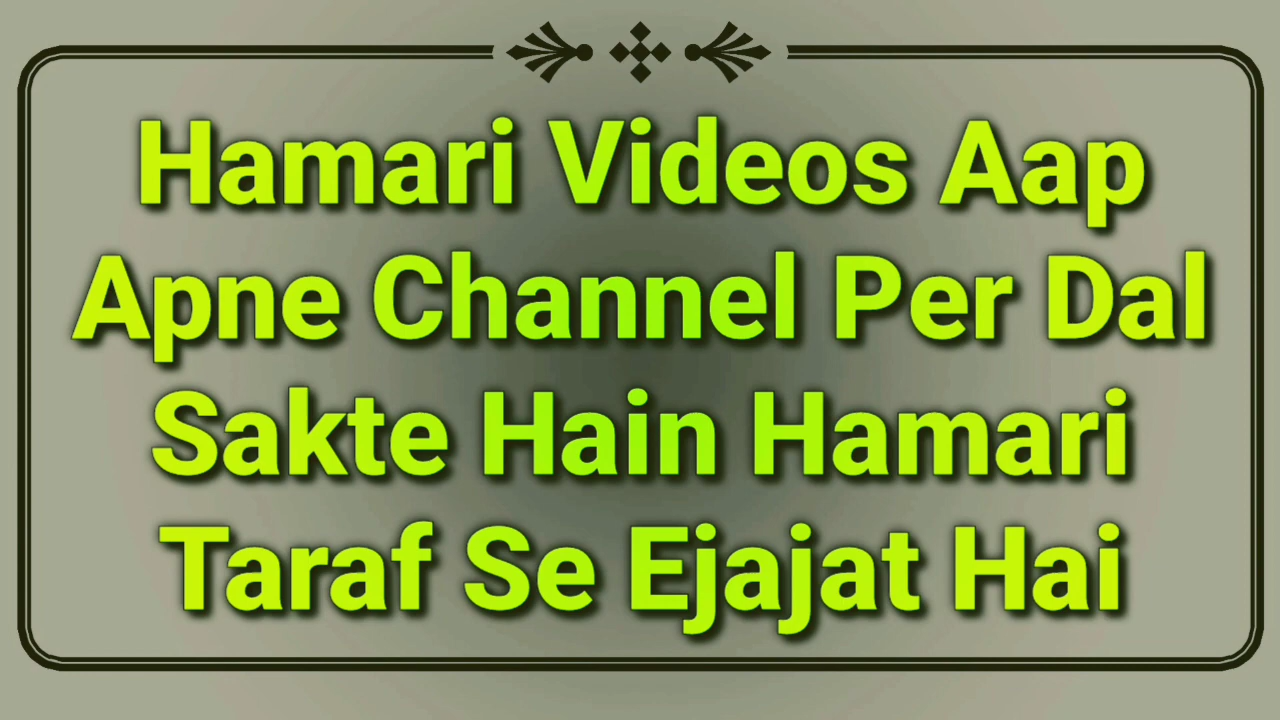 Hamari Videos Aap
Apne Channel Per Dal
Sakte Hain Hamari
Taraf Se Ejajat Hai